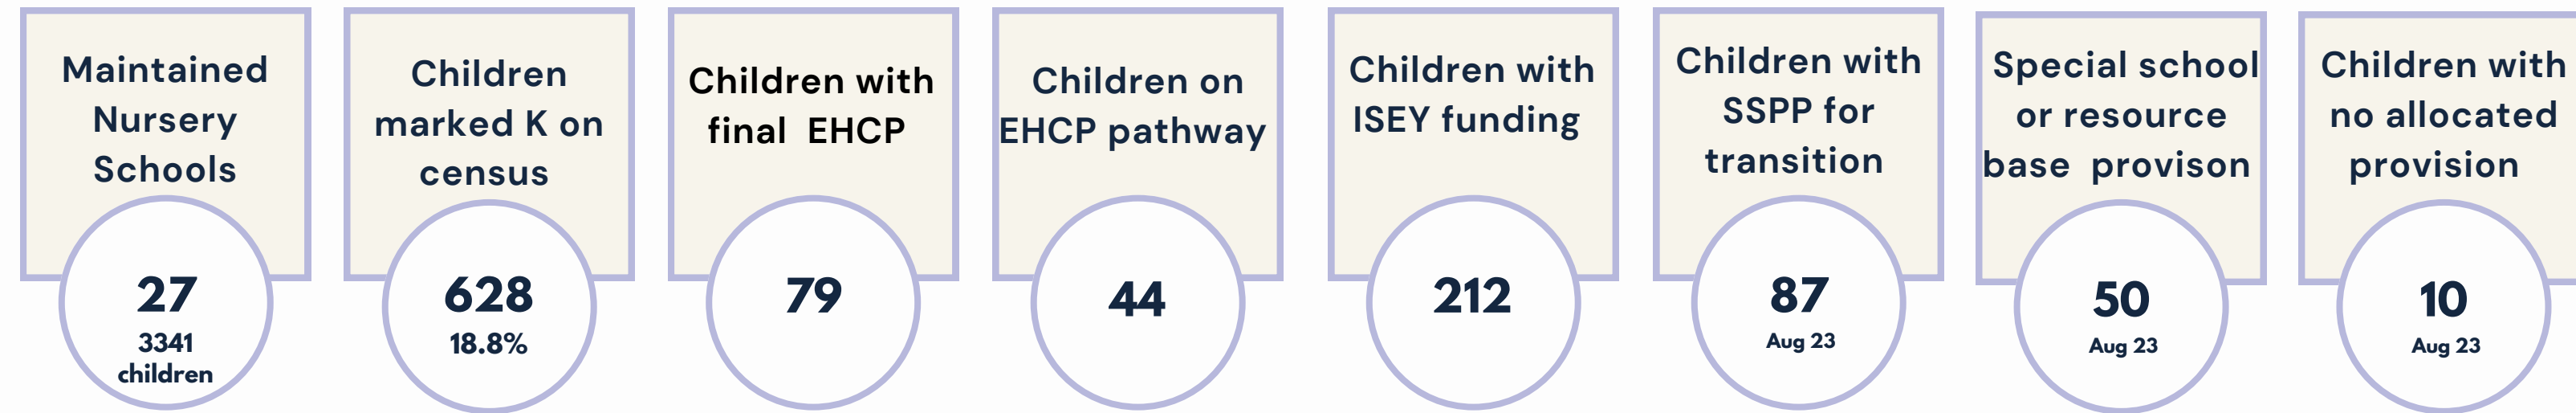 Maintained
Nursery
Schools
27
3341
children
Children
marked K on
census
628
18.8%
Children with
final  EHCP
79
Children on
EHCP pathway
44
Children with
ISEY funding
212
Children with
SSPP for
transition
87
Aug 23
Special school
or resource
base  provison
50
Aug 23
Children with
no allocated
provision
10
Aug 23